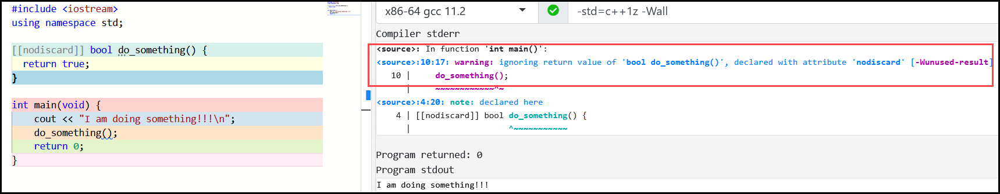 #include <iostream>
using namespace std;
[[nodiscard]] bool do_something() {
  return true;
}
int main(void) {
    cout << "I am doing something!!!\n";
    do_something();
    return 0;
}
x86-64 gcc 11.2
-std=c++1z -Wall
Compiler stderr
<source>: In function 'int main()':
<source>:10:17: warning: ignoring return value of 'bool do_something()', declared with attribute 'nodiscard' [-Wunused-result]
   10 |     do_something();
      |     ~~~~~~~~~~~~^~
<source>:4:20: note: declared here
    4 | [[nodiscard]] bool do_something() {
      |                    ^~~~~~~~~~~~
Program returned: 0
Program stdout
I am doing something!!!